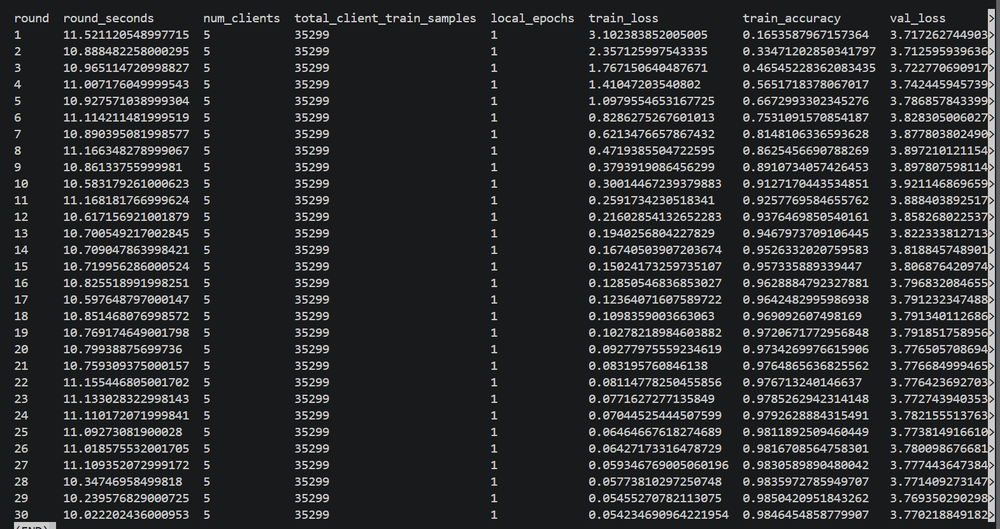 round round_seconds num_clients total_client_train_samples local_epochs train_loss train_accuracy val_loss >
1 11.521120548997715 5 35299 1 3.102383852005005 0.1653587967157364 3.717262744903>
2 10.888482258000295 5 35299 1 2.357125997543335 0.33471202850341797 3.712595939636>
3 10.965114720998827 5 35299 1 1.767150640487671 0.46545228362083435 3.722770690917>
4 11.007176049999543 5 35299 1 1.41047203540802 0.5651718378067017 3.742445945739>
5 10.927571038999304 5 35299 1 1.0979554653167725 0.6672993302345276 3.786857843399>
6 11.114211481999519 5 35299 1 0.8286275267601013 0.7531091570854187 3.828305006027>
7 10.890395081998577 5 35299 1 0.6213476657867432 0.8148106336593628 3.877803802490>
8 11.166348278999067 5 35299 1 0.4719385504722595 0.8625456690788269 3.897210121154>
9 10.86133755999981 5 35299 1 0.3793919086456299 0.8910734057426453 3.897807598114>
10 10.583179261000623 5 35299 1 0.30014467239379883 0.9127170443534851 3.921146869659>
11 11.168181766999624 5 35299 1 0.2591734230518341 0.9257769584655762 3.888403892517>
12 10.617156921001879 5 35299 1 0.21602854132652283 0.9376469850540161 3.858268022537>
13 10.700549217002845 5 35299 1 0.1940256804227829 0.9467973709106445 3.822333812713>
14 10.709047863998421 5 35299 1 0.16740503907203674 0.9526332020759583 3.818845748901>
15 10.719956286000524 5 35299 1 0.15024173259735107 0.957335889339447 3.806876420974>
16 10.825518991998251 5 35299 1 0.12850546836853027 0.9628884792327881 3.796832084655>
17 10.597648797000147 5 35299 1 0.12364071607589722 0.9642482995986938 3.791232347488>
18 10.851468076998572 5 35299 1 0.1098359003663063 0.969092607498169 3.791340112686>
19 10.769174649001798 5 35299 1 0.10278218984603882 0.9720671772956848 3.791851758956>
20 10.79938875699736 5 35299 1 0.09277975559234619 0.9734269976615906 3.776505708694>
21 10.759309375000157 5 35299 1 0.083195760846138 0.9764865636825562 3.776684999465>
22 11.155446805001702 5 35299 1 0.08114778250455856 0.976713240146637 3.776423692703>
23 11.133028322998143 5 35299 1 0.0771627277135849 0.9785262942314148 3.772743940353>
24 11.110172071999841 5 35299 1 0.07044525444507599 0.9792628884315491 3.782155513763>
25 11.09273081900028 5 35299 1 0.06464667618274689 0.9811892509460449 3.773814916610>
26 11.018575532001705 5 35299 1 0.06427173316478729 0.9816708564758301 3.780098676681>
27 11.109352072999172 5 35299 1 0.059346769005060196 0.9830589890480042 3.777443647384>
28 10.34746958499818 5 35299 1 0.05773810297250748 0.9835972785949707 3.771409273147>
29 10.239576829000725 5 35299 1 0.05455270782113075 0.9850420951843262 3.769350290298>
30 10.022202436000953 5 35299 1 0.054234690964221954 0.9846454858779907 3.770218849182>
(END)